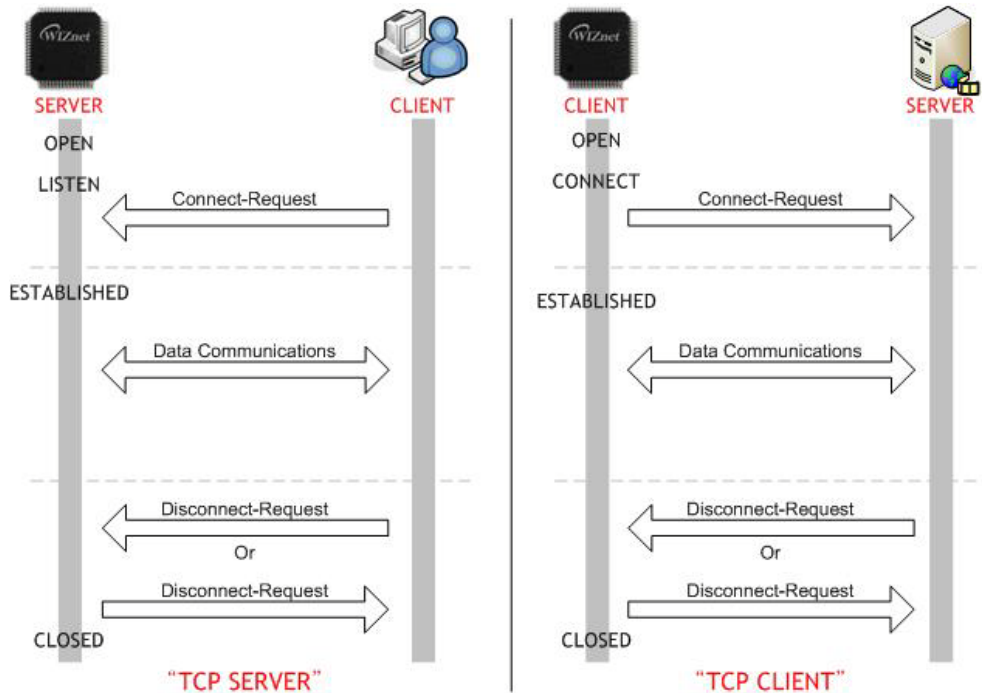 WIZnet
SERVER
CLIENT
OPEN
LISTEN
Connect-Request
ESTABLISHED
Data Communications
Disconnect-Request
Or
Disconnect-Request
CLOSED
“TCP SERVER”
WIZnet
CLIENT
SERVER
OPEN
CONNECT
Connect-Request
ESTABLISHED
Data Communications
Disconnect-Request
Or
Disconnect-Request
CLOSED
“TCP CLIENT”